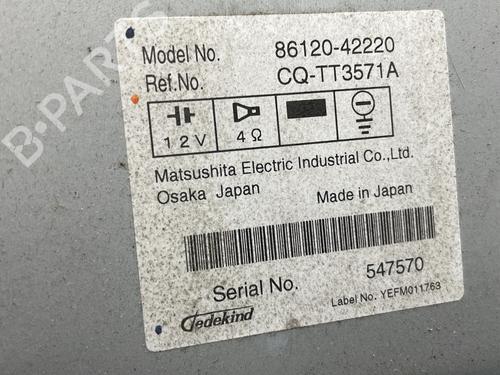 Model No. 86120-42220
Ref.No. CQ-TT3571A
12V 4Ω
Matsushita Electric Industrial Co.,Ltd.
Osaka Japan
Made in Japan
Serial No. 547570
Label No. YEFM011763
Gedekind
B-PARTS